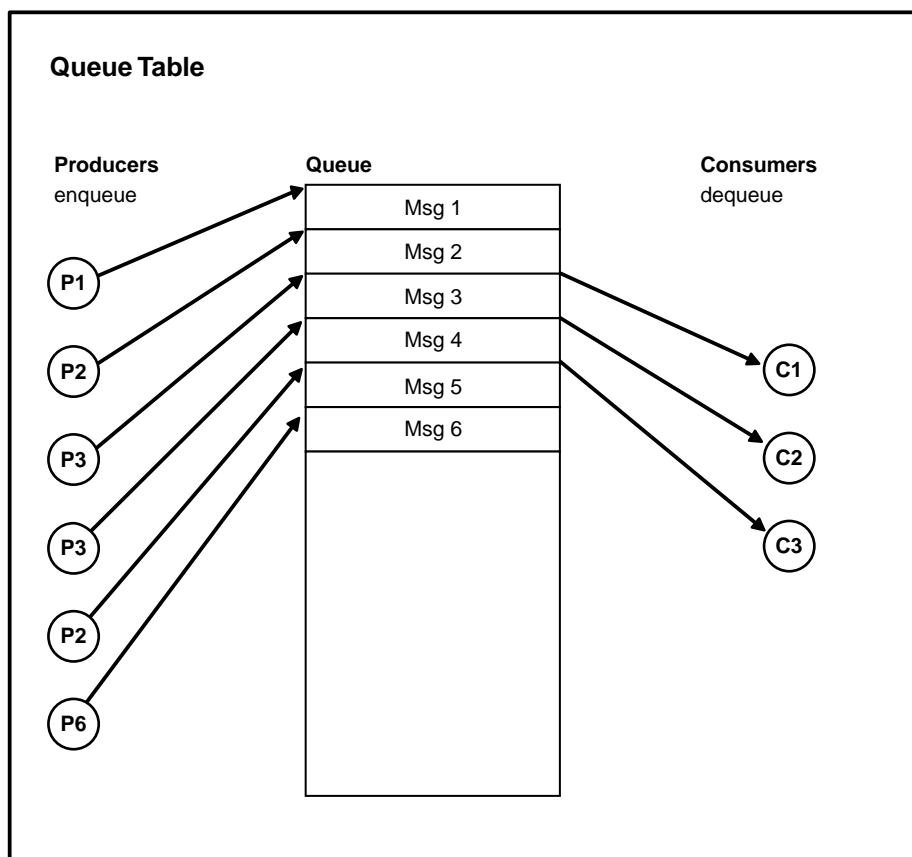 Queue Table
Producers
enqueue
Queue
Consumers
dequeue
Msg 1
Msg 2
Msg 3
Msg 4
Msg 5
Msg 6
P1
P2
P3
P3
P2
P6
C1
C2
C3